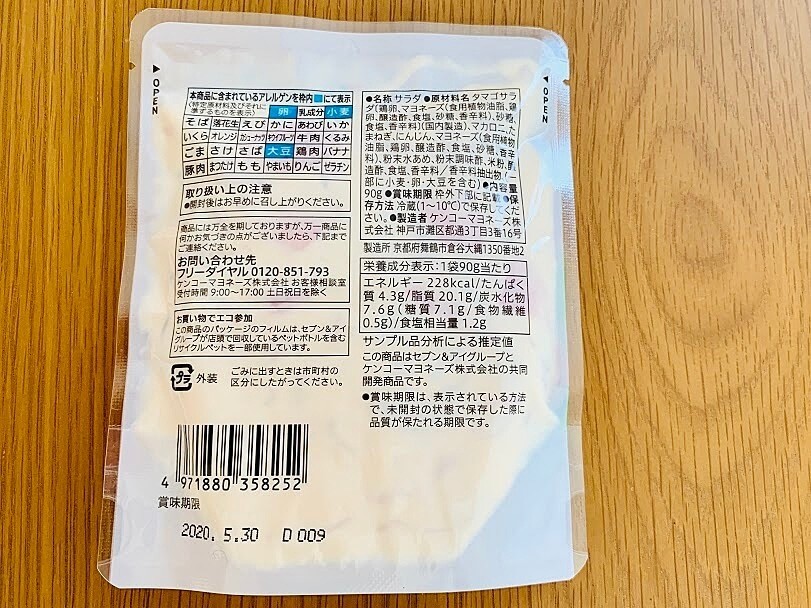 ▶OPEN
▶OPEN
本商品に含まれているアレルゲンを枠内■にて表示
(特定原材料及びそれに準ずるものを表示) 卵 乳成分 小麦
そば 落花生 えび かに あわび いか
いくら オレンジ カシューナッツ キウイフルーツ 牛肉 くるみ
ごま さけ さば 大豆 鶏肉 バナナ
豚肉 まつたけ もも やまいも りんご ゼラチン
取り扱い上の注意
●開封後はお早めに召し上がりください。
商品には万全を期しておりますが、万一商品に
何かお気づきの点がございましたら、下記まで
ご連絡ください。
お問い合わせ先
フリーダイヤル 0120-851-793
ケンコーマヨネーズ株式会社 お客様相談室
受付時間 9:00〜17:00 土日祝日を除く
お買い物でエコ参加
この商品のパッケージのフィルムは、セブン&アイ
グループが店頭で回収しているペットボトルを含む
リサイクルペットを一部使用しています。
プラ 外装 ごみに出すときは市町村の
区分にしたがってください。
4 971880 358252
賞味期限
2020. 5.30 D 009
●名称 サラダ ●原材料名 タマゴサラ
ダ(鶏卵、マヨネーズ(食用植物油脂、鶏
卵、醸造酢、食塩、砂糖、香辛料)、砂糖、
食塩、香辛料)(国内製造)、マカロニ、た
まねぎ、にんじん、マヨネーズ(食用植物
油脂、鶏卵、醸造酢、食塩、砂糖、香辛
料)、粉末水あめ、粉末調味酢、米粉、醸
造酢、食塩、香辛料／香辛料抽出物、(一
部に小麦・卵・大豆を含む) ●内容量
90g ●賞味期限 枠外下部に記載 ●保
存方法 冷蔵(1〜10℃)で保存してくだ
さい。●製造者 ケンコーマヨネーズ株
式会社 神戸市灘区都通3丁目3番16号
製造所 京都府舞鶴市倉谷大縄1350番地2
栄養成分表示：1袋90g当たり
エネルギー 228kcal/たんぱく
質 4.3g/脂質 20.1g/炭水化物
7.6g(糖質 7.1g/食物繊維
0.5g)/食塩相当量 1.2g
サンプル品分析による推定値
この商品はセブン&アイグループと
ケンコーマヨネーズ株式会社の共同
開発商品です。
●賞味期限は、表示されている方法
で、未開封の状態で保存した際に
品質が保たれる期限です。